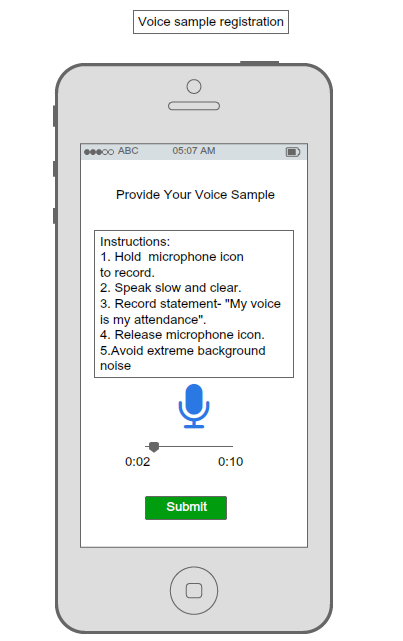 Voice sample registration
ABC 05:07 AM
Provide Your Voice Sample
Instructions:
1. Hold  microphone icon
to record.
2. Speak slow and clear.
3. Record statement- "My voice
is my attendance".
4. Release microphone icon.
5.Avoid extreme background
noise
0:02 0:10
Submit